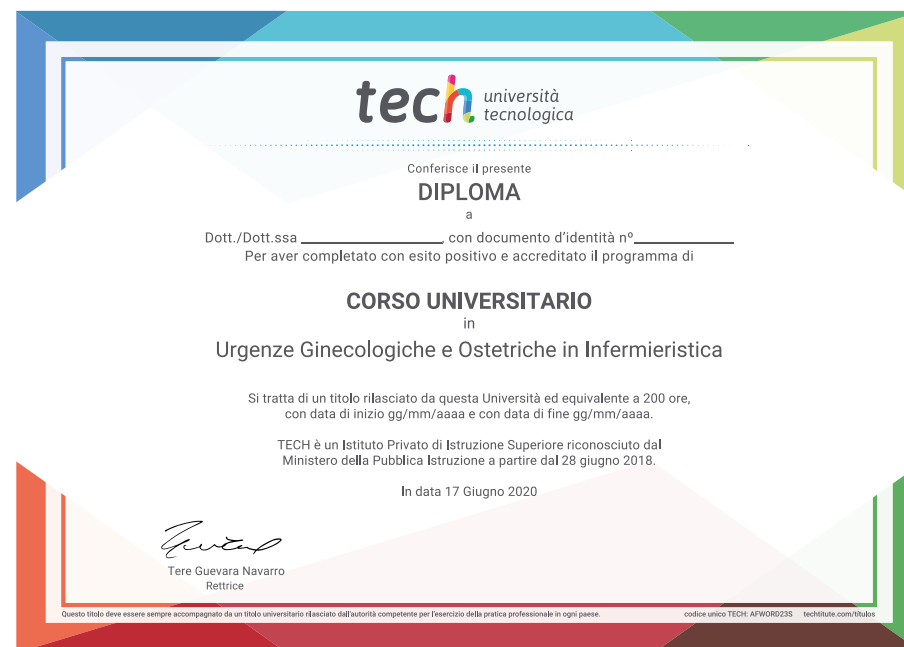 tech università
tecnologica
Conferisce il presente
DIPLOMA
a
Dott./Dott.ssa ____________________, con documento d'identità nº______________
Per aver completato con esito positivo e accreditato il programma di
CORSO UNIVERSITARIO
in
Urgenze Ginecologiche e Ostetriche in Infermieristica
Si tratta di un titolo rilasciato da questa Università ed equivalente a 200 ore,
con data di inizio gg/mm/aaaa e con data di fine gg/mm/aaaa.
TECH è un Istituto Privato di Istruzione Superiore riconosciuto dal
Ministero della Pubblica Istruzione a partire dal 28 giugno 2018.
In data 17 Giugno 2020
Tere Guevara Navarro
Rettrice
Questo titolo deve essere sempre accompagnato da un titolo universitario rilasciato dall'autorità competente per l'esercizio della pratica professionale in ogni paese. codice unico TECH: AFWORD23S techtitute.com/titulos